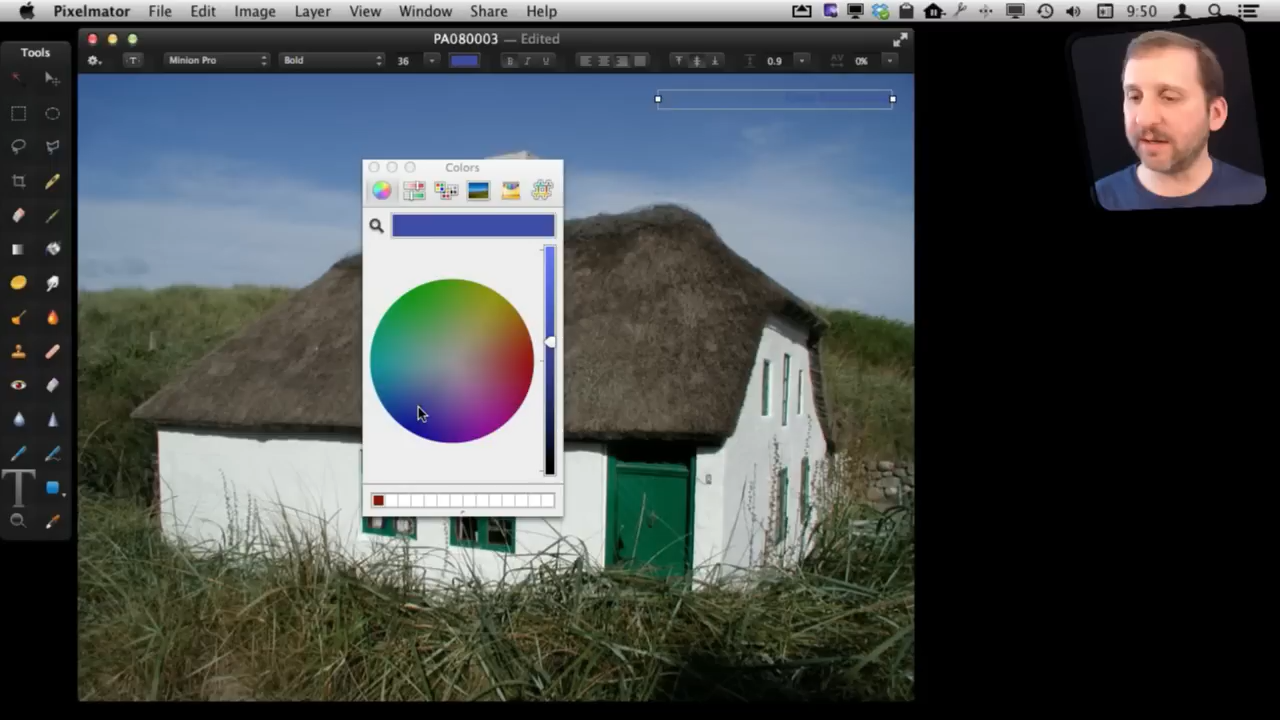 Pixelmator File Edit Image Layer View Window Share Help 9:50
PA080003 — Edited
Tools
T Minion Pro Bold 36 B I U 0.9 AV 0%
Colors
T